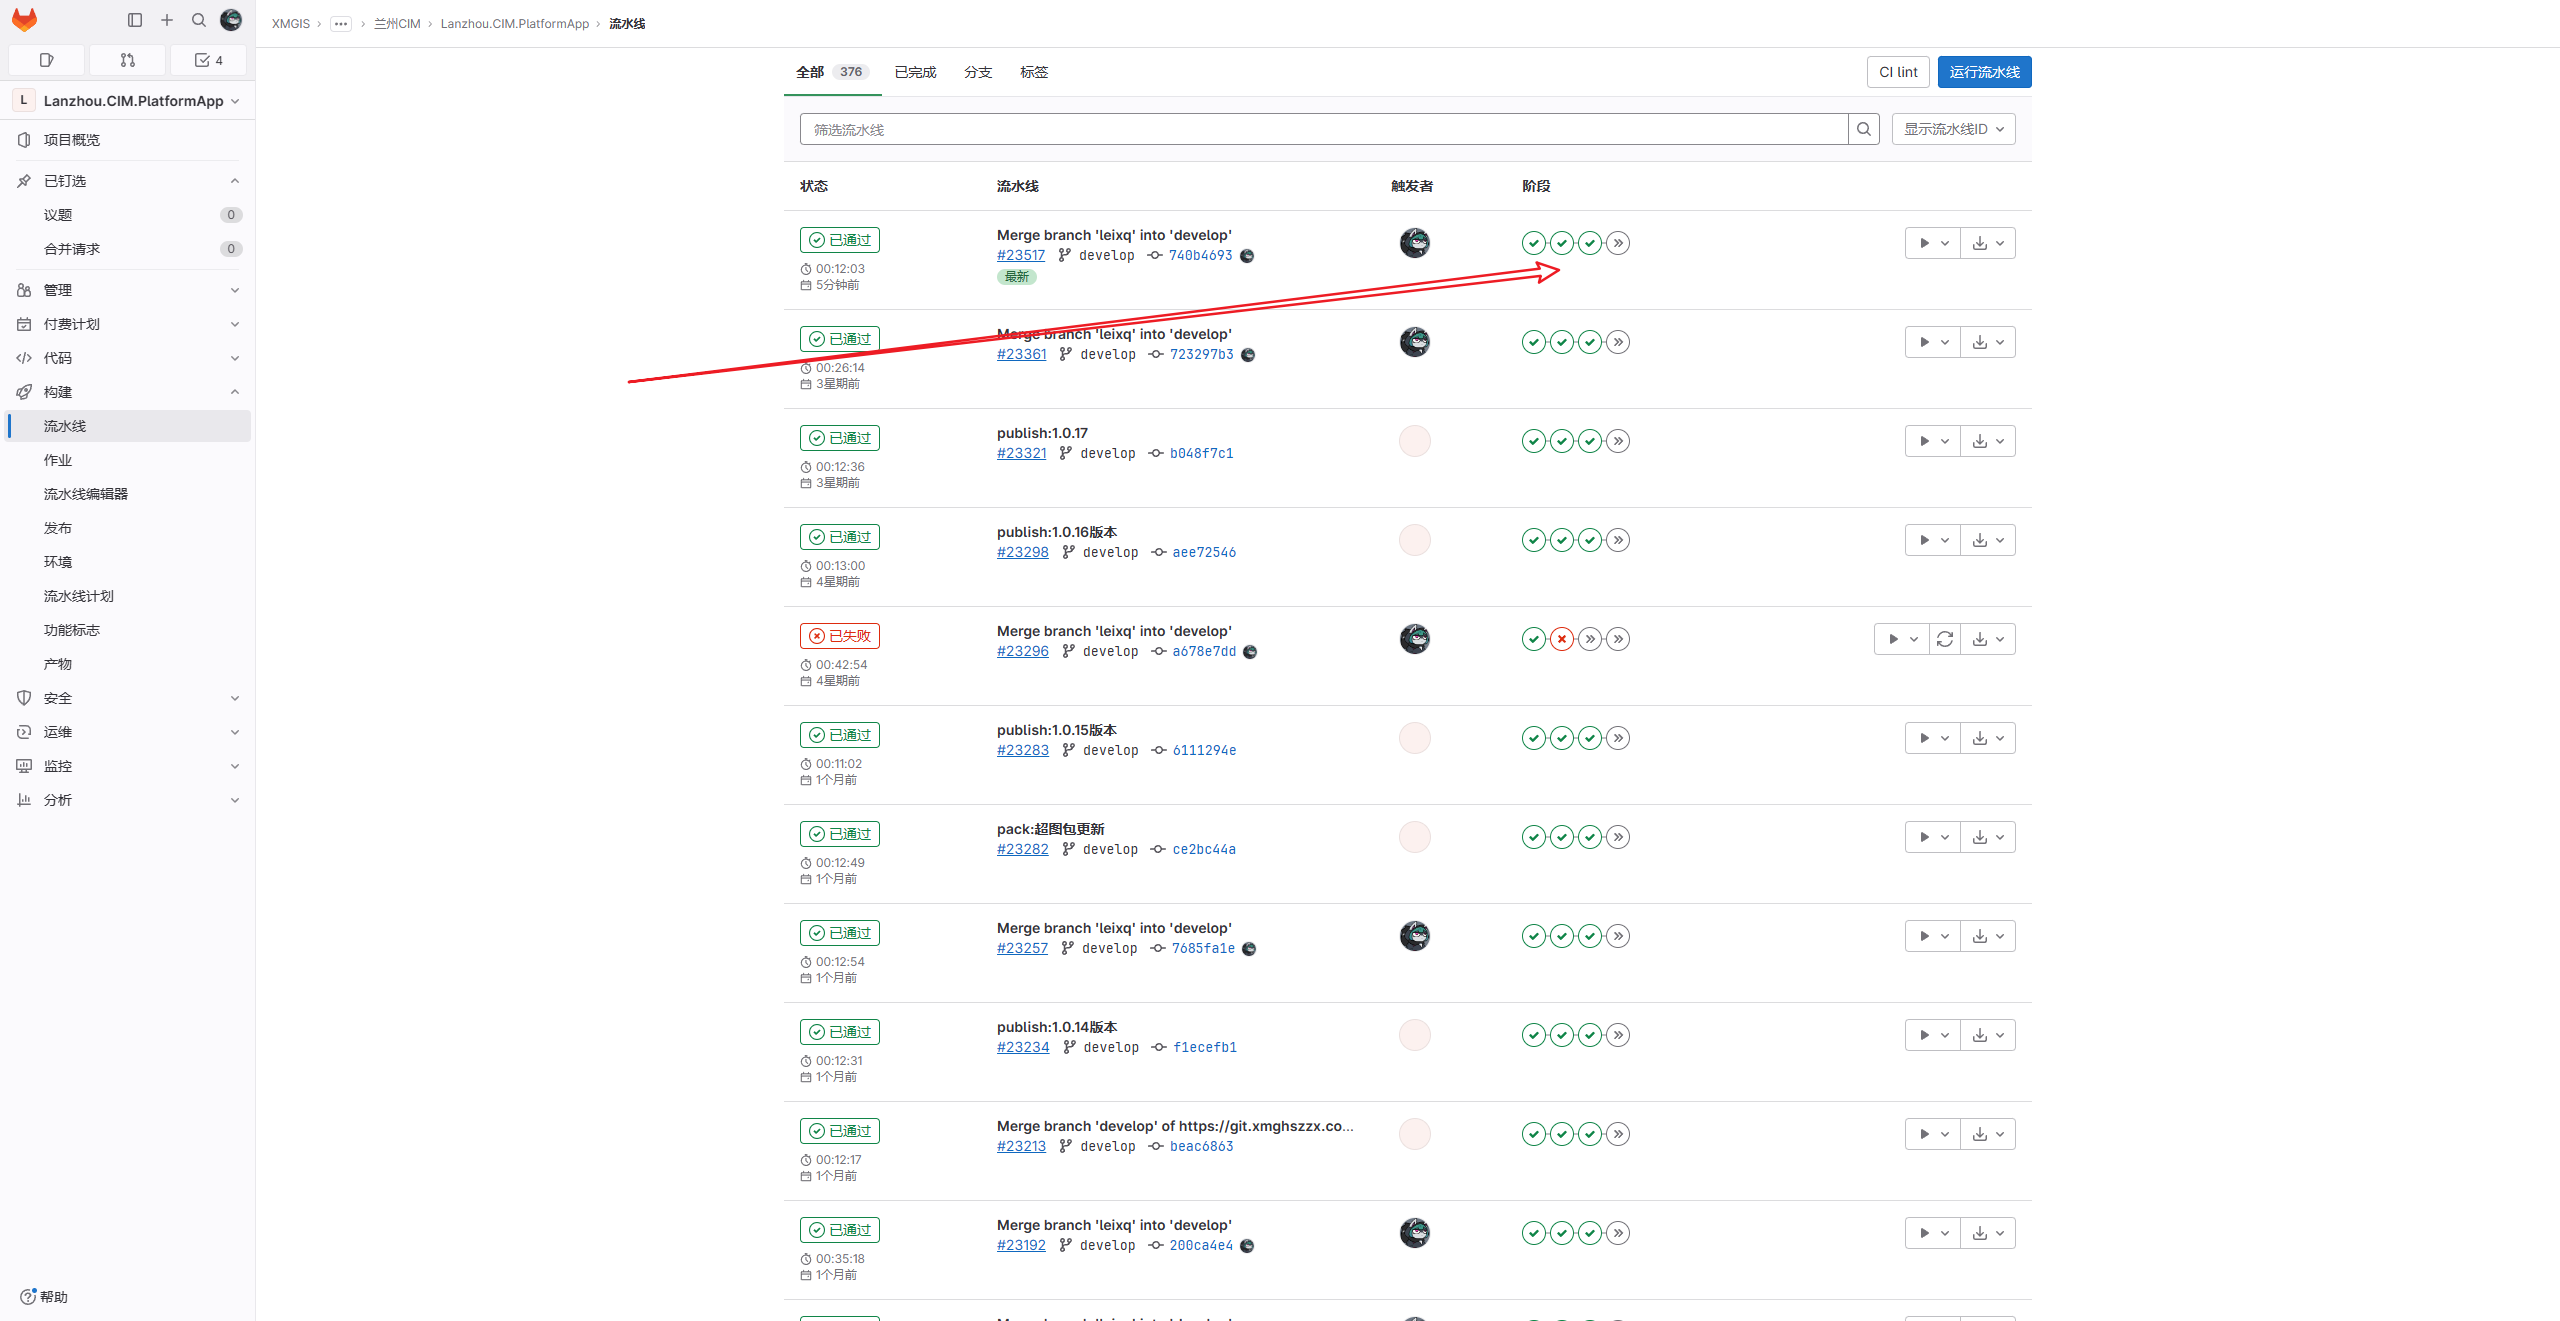 XMGIS › ••• › 兰州CIM › Lanzhou.CIM.PlatformApp › 流水线
4
L Lanzhou.CIM.PlatformApp
项目概览
已钉选
议题 0
合并请求 0
管理
付费计划
代码
构建
流水线
作业
流水线编辑器
发布
环境
流水线计划
功能标志
产物
安全
运维
监控
分析
帮助
全部 376 已完成 分支 标签 CI lint 运行流水线
筛选流水线 显示流水线ID
状态 流水线 触发者 阶段
已通过
00:12:03
5分钟前
Merge branch 'leixq' into 'develop'
#23517 develop 740b4693
最新
已通过
00:26:14
3星期前
Merge branch 'leixq' into 'develop'
#23361 develop 723297b3
已通过
00:12:36
3星期前
publish:1.0.17
#23321 develop b048f7c1
已通过
00:13:00
4星期前
publish:1.0.16版本
#23298 develop aee72546
已失败
00:42:54
4星期前
Merge branch 'leixq' into 'develop'
#23296 develop a678e7dd
已通过
00:11:02
1个月前
publish:1.0.15版本
#23283 develop 6111294e
已通过
00:12:49
1个月前
pack:超图包更新
#23282 develop ce2bc44a
已通过
00:12:54
1个月前
Merge branch 'leixq' into 'develop'
#23257 develop 7685fa1e
已通过
00:12:31
1个月前
publish:1.0.14版本
#23234 develop f1ecefb1
已通过
00:12:17
1个月前
Merge branch 'develop' of https://git.xmghszzx.co...
#23213 develop beac6863
已通过
00:35:18
1个月前
Merge branch 'leixq' into 'develop'
#23192 develop 200ca4e4